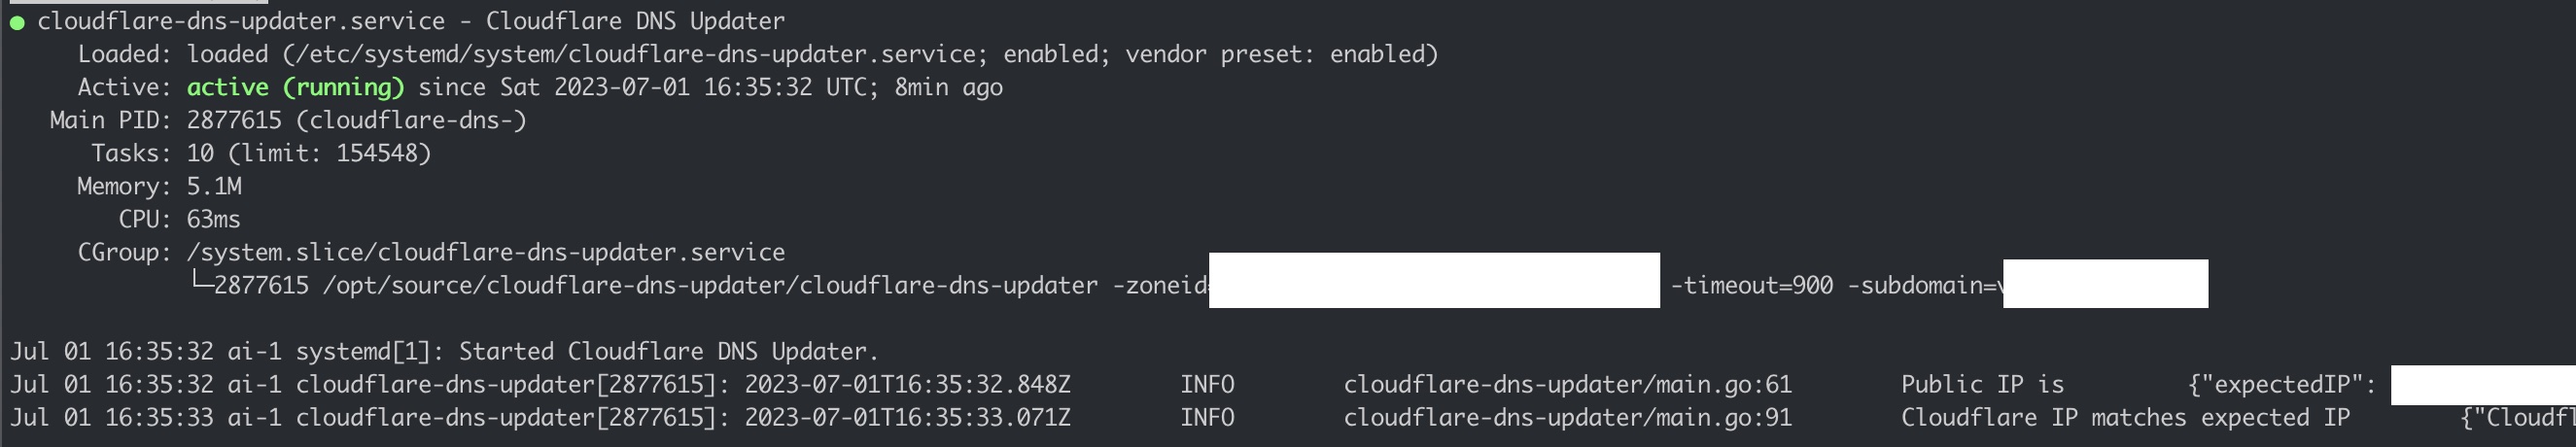 ● cloudflare-dns-updater.service - Cloudflare DNS Updater
Loaded: loaded (/etc/systemd/system/cloudflare-dns-updater.service; enabled; vendor preset: enabled)
Active: active (running) since Sat 2023-07-01 16:35:32 UTC; 8min ago
Main PID: 2877615 (cloudflare-dns-)
Tasks: 10 (limit: 154548)
Memory: 5.1M
CPU: 63ms
CGroup: /system.slice/cloudflare-dns-updater.service
└─2877615 /opt/source/cloudflare-dns-updater/cloudflare-dns-updater -zoneid -timeout=900 -subdomain=
Jul 01 16:35:32 ai-1 systemd[1]: Started Cloudflare DNS Updater.
Jul 01 16:35:32 ai-1 cloudflare-dns-updater[2877615]: 2023-07-01T16:35:32.848Z INFO cloudflare-dns-updater/main.go:61 Public IP is {"expectedIP":
Jul 01 16:35:33 ai-1 cloudflare-dns-updater[2877615]: 2023-07-01T16:35:33.071Z INFO cloudflare-dns-updater/main.go:91 Cloudflare IP matches expected IP {"Cloudf